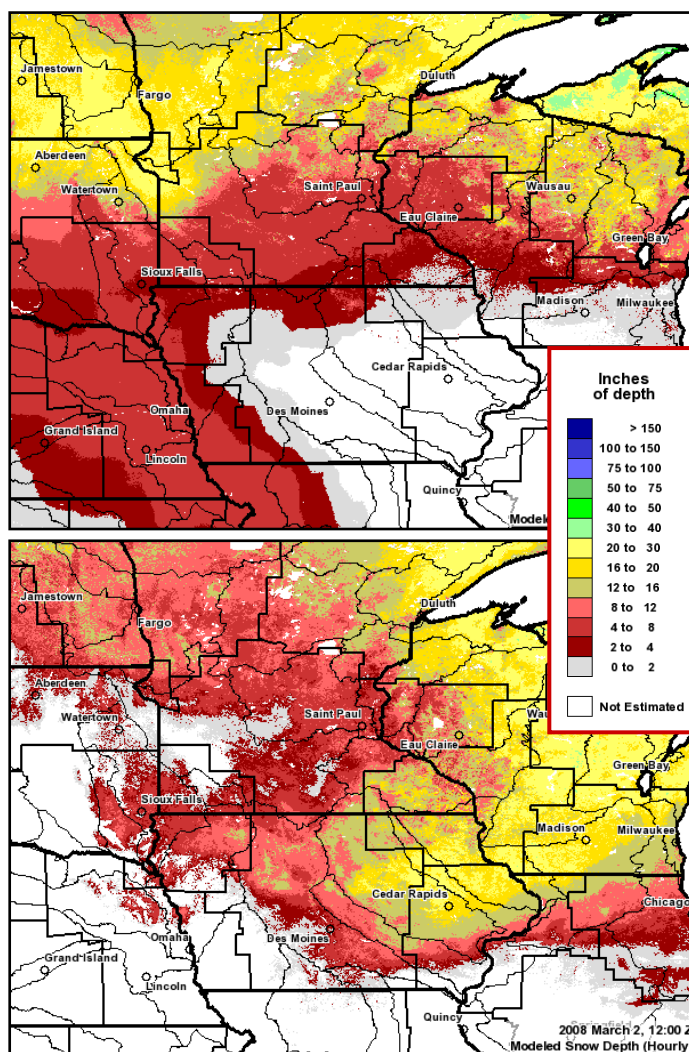 Jamestown
Fargo
Duluth
Aberdeen
Watertown
Saint Paul
Wausau
Eau Claire
Green Bay
Sioux Falls
Madison
Milwaukee
Cedar Rapids
Des Moines
Omaha
Grand Island
Lincoln
Quincy
Modeled
Inches
of depth
> 150
100 to 150
75 to 100
50 to 75
40 to 50
30 to 40
20 to 30
16 to 20
12 to 16
8 to 12
4 to 8
2 to 4
0 to 2
Not Estimated
Jamestown
Fargo
Duluth
Aberdeen
Watertown
Saint Paul
Wau
Eau Claire
Green Bay
Sioux Falls
Madison
Milwaukee
Cedar Rapids
Chicago
Des Moines
Omaha
Grand Island
Lincoln
Quincy
Springfield
2008 March 2, 12:00 Z
Modeled Snow Depth (Hourly